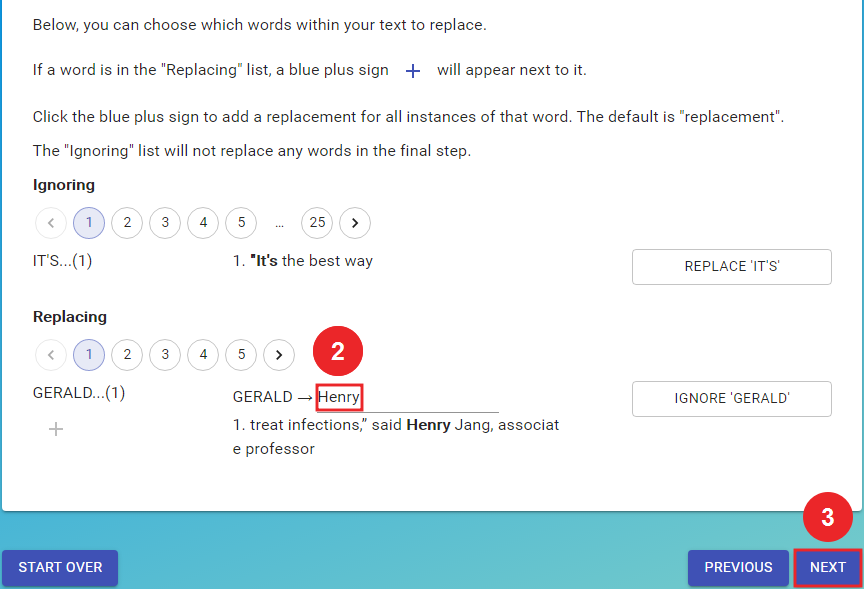 Below, you can choose which words within your text to replace.
If a word is in the "Replacing" list, a blue plus sign + will appear next to it.
Click the blue plus sign to add a replacement for all instances of that word. The default is "replacement".
The "Ignoring" list will not replace any words in the final step.
Ignoring
< 1 2 3 4 5 ... 25 >
IT'S...(1) 1. "It's the best way REPLACE 'IT'S'
Replacing
< 1 2 3 4 5 > 2
GERALD...(1) GERALD → Henry IGNORE 'GERALD'
+ 1. treat infections,” said Henry Jang, associat
e professor
3
START OVER PREVIOUS NEXT